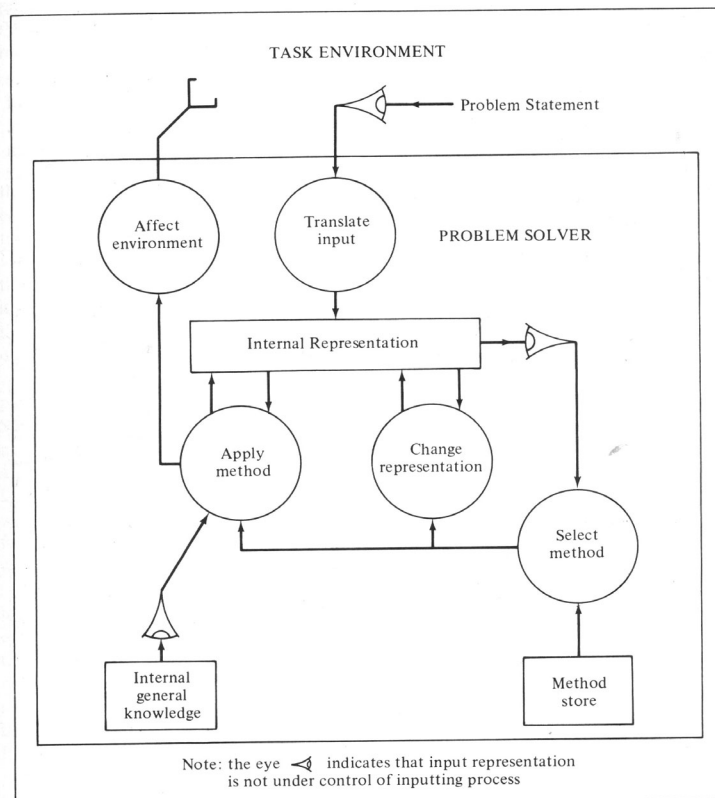 TASK ENVIRONMENT
Problem Statement
Affect
environment
Translate
input
PROBLEM SOLVER
Internal Representation
Apply
method
Change
representation
Select
method
Internal
general
knowledge
Method
store
Note: the eye indicates that input representation
is not under control of inputting process